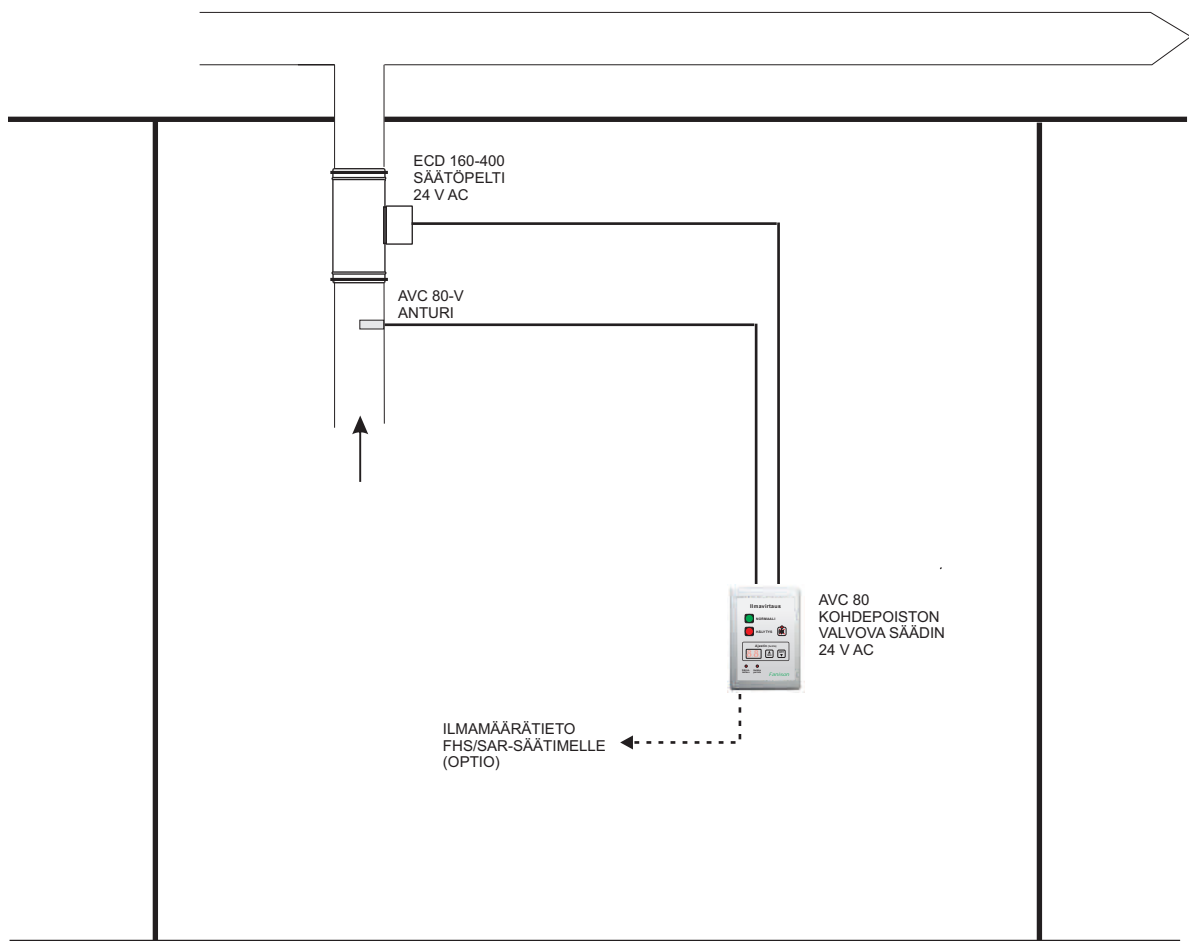 ECD 160-400
SÄÄTÖPELTI
24 V AC
AVC 80-V
ANTURI
Ilmavirtaus
NORMAALI
HÄLYTYS
AVC 80
KOHDEPOISTON
VALVOVA SÄÄDIN
24 V AC
ILMAMÄÄRÄTIETO
FHS/SAR-SÄÄTIMELLE
(OPTIO)